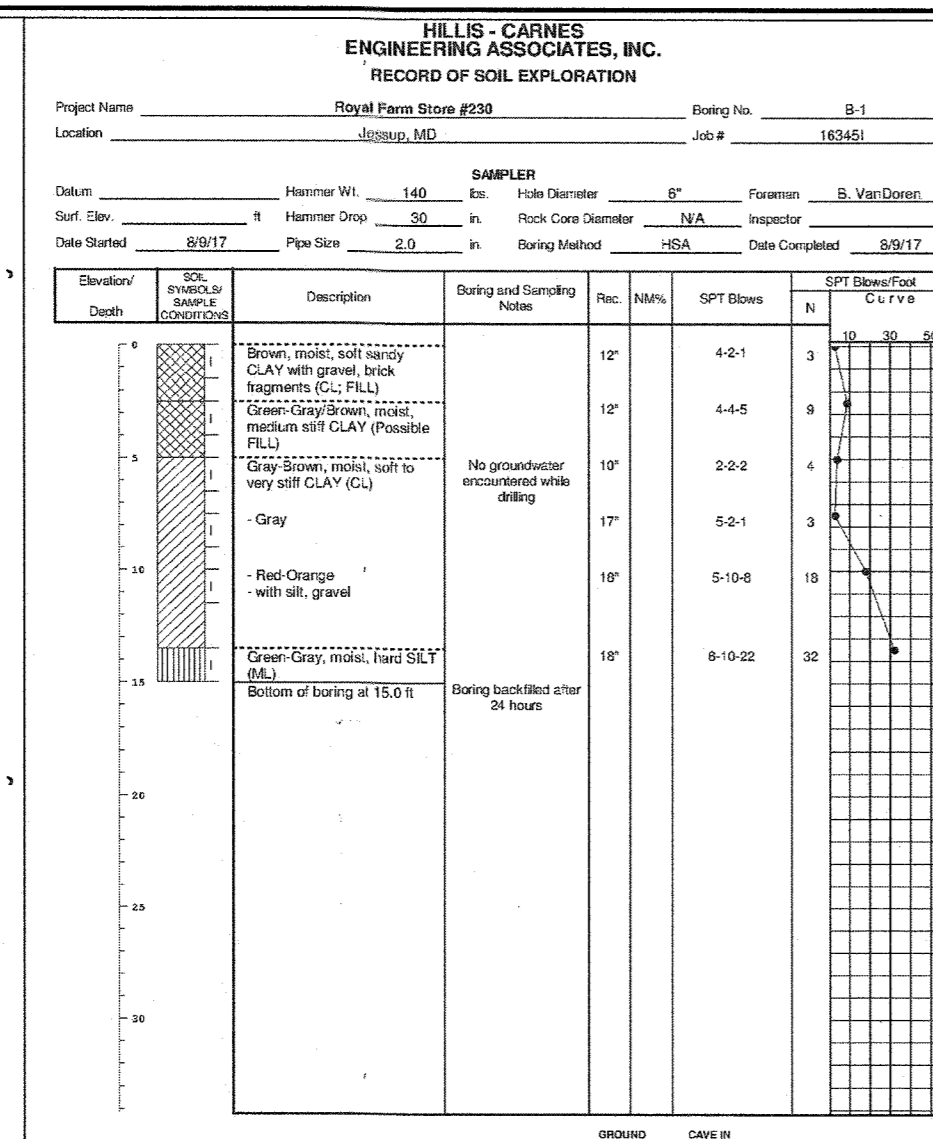 HILLIS - CARNES
ENGINEERING ASSOCIATES, INC.
RECORD OF SOIL EXPLORATION
Project Name Royal Farm Store #230 Boring No. B-1
Location Jessup, MD Job # 16345I
SAMPLER
Datum Hammer Wt. 140 lbs. Hole Diameter 6" Foreman B. VanDoren
Surf. Elev. ft Hammer Drop 30 in. Rock Core Diameter N/A Inspector
Date Started 8/9/17 Pipe Size 2.0 in. Boring Method HSA Date Completed 8/9/17
Elevation/ Depth SOIL SYMBOLS/ SAMPLE CONDITIONS Description Boring and Sampling Notes Rec. NM% SPT Blows SPT Blows/Foot
N Curve
10 30 50
0 Brown, moist, soft sandy 12" 4-2-1 3
CLAY with gravel, brick
fragments (CL; FILL)
Green-Gray/Brown, moist, 12" 4-4-5 9
medium stiff CLAY (Possible
FILL)
5 Gray-Brown, moist, soft to No groundwater 10" 2-2-2 4
very stiff CLAY (CL) encountered while
drilling
- Gray 17" 5-2-1 3
10 - Red-Orange 18" 5-10-8 18
- with silt, gravel
Green-Gray, moist, hard SILT 18" 6-10-22 32
(ML)
15 Bottom of boring at 15.0 ft Boring backfilled after
24 hours
20
25
30
GROUND CAVE IN